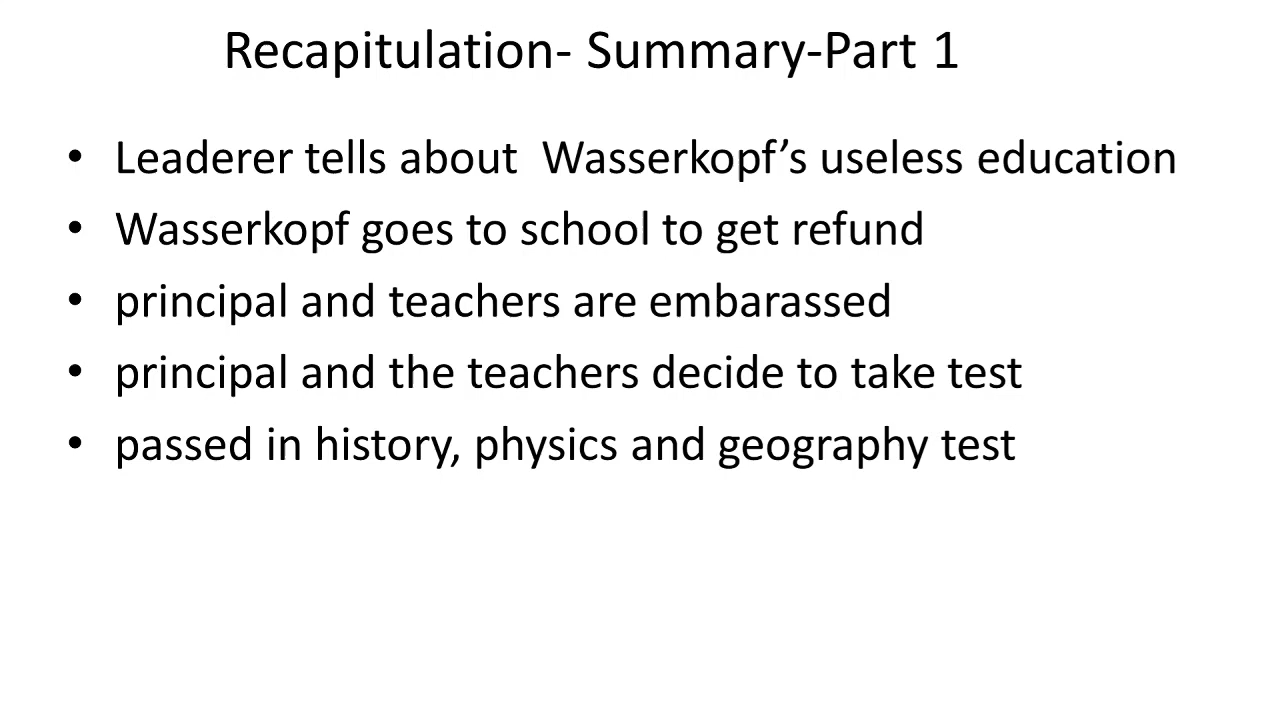 Recapitulation- Summary-Part 1
• Leaderer tells about  Wasserkopf’s useless education
• Wasserkopf goes to school to get refund
• principal and teachers are embarassed
• principal and the teachers decide to take test
• passed in history, physics and geography test